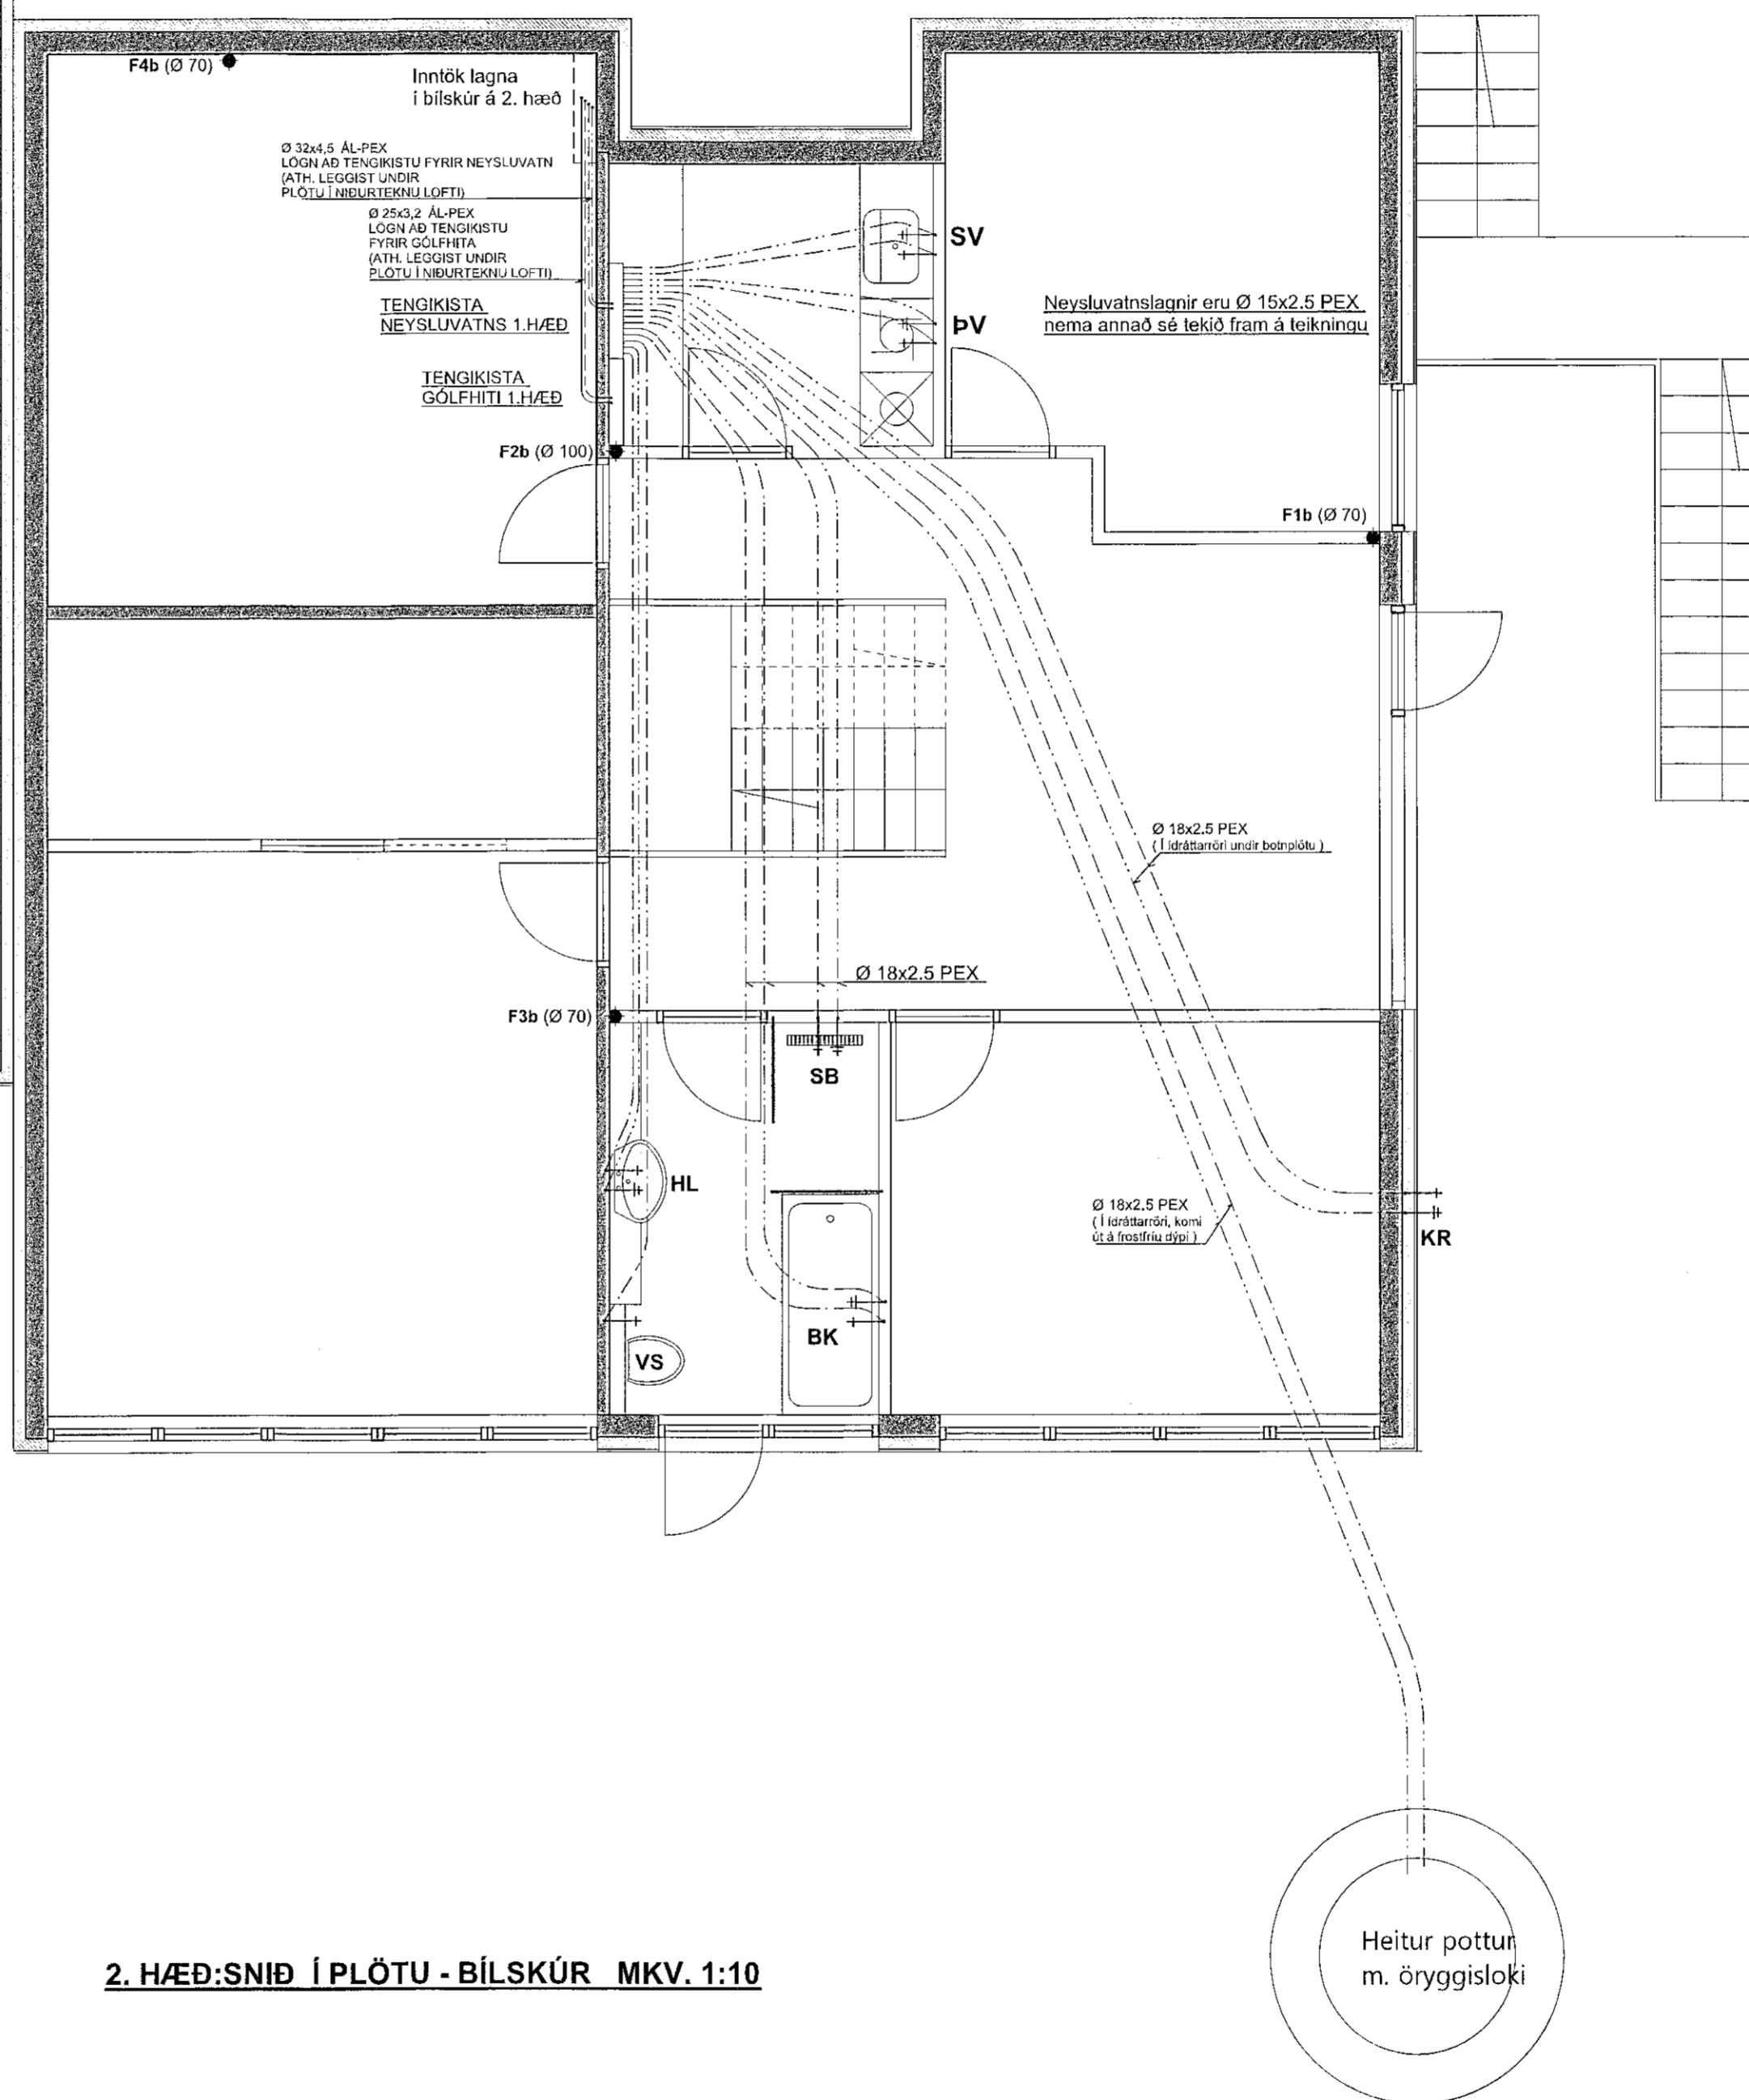 F4b (Ø 70)
Inntök lagna
í bílskúr á 2. hæð
Ø 32x4,5 ÁL-PEX
LÖGN AÐ TENGIKISTU FYRIR NEYSLUVATN
(ATH. LEGGIST UNDIR
PLÖTU Í NIÐURTEKNU LOFTI)
Ø 25x3,2 ÁL-PEX
LÖGN AÐ TENGIKISTU
FYRIR GÓLFHITA
(ATH. LEGGIST UNDIR
PLÖTU Í NIÐURTEKNU LOFTI)
SV
TENGIKISTA
NEYSLUVATNS 1.HÆÐ
ÞV
Neysluvatnslagnir eru Ø 15x2.5 PEX
nema annað sé tekið fram á teikningu
TENGIKISTA
GÓLFHITI 1.HÆÐ
F2b (Ø 100)
F1b (Ø 70)
Ø 18x2.5 PEX
( Í ídráttarröri undir botnplötu )
Ø 18x2.5 PEX
F3b (Ø 70)
SB
HL
Ø 18x2.5 PEX
( Í ídráttarröri, komi
út á frostfríu dýpi )
KR
BK
VS
Heitur pottur
m. öryggisloki
2. HÆÐ:SNIÐ Í PLÖTU - BÍLSKÚR MKV. 1:10